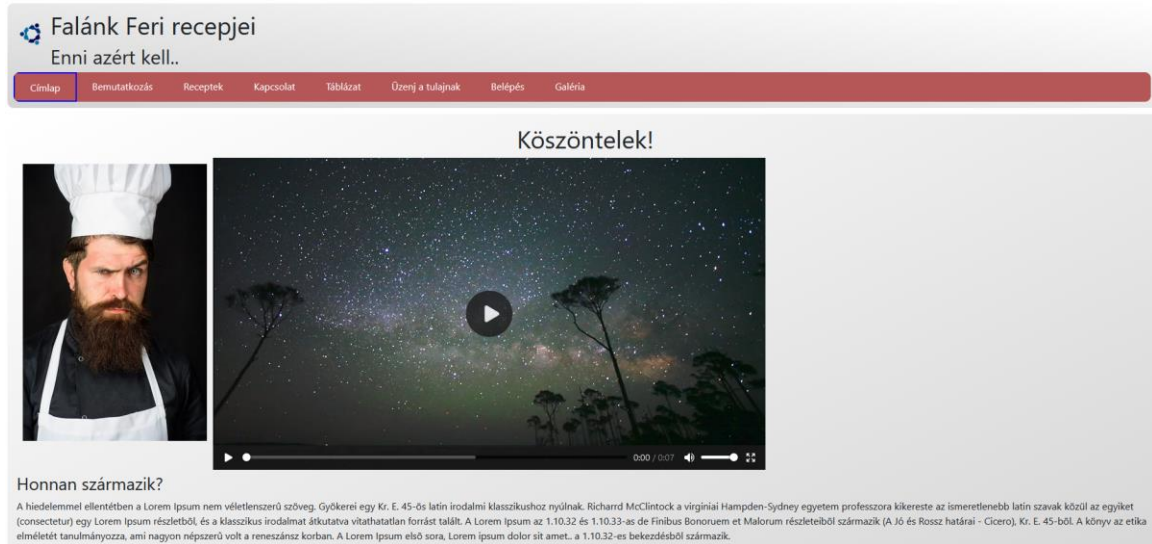 Falánk Feri recepjei
Enni azért kell..
Címlap Bemutatkozás Receptek Kapcsolat Táblázat Üzenj a tulajnak Belépés Galéria
Köszöntelek!
0:00 / 0:07
Honnan származik?
A hiedelemmel ellentétben a Lorem Ipsum nem véletlenszerű szöveg. Gyökerei egy Kr. E. 45-ös latin irodalmi klasszikushoz nyúlnak. Richard McClintock a virginiai Hampden-Sydney egyetem professzora kikereste az ismeretlenebb latin szavak közül az egyiket
(consectetur) egy Lorem Ipsum részletből, és a klasszikus irodalmat átkutatva vitathatatlan forrást talált. A Lorem Ipsum az 1.10.32 és 1.10.33-as de Finibus Bonoruem et Malorum részleteiből származik (A Jó és Rossz határai - Cicero), Kr. E. 45-ből. A könyv az etika
elméletét tanulmányozza, ami nagyon népszerű volt a reneszánsz korban. A Lorem Ipsum első sora, Lorem ipsum dolor sit amet.. a 1.10.32-es bekezdésből származik.